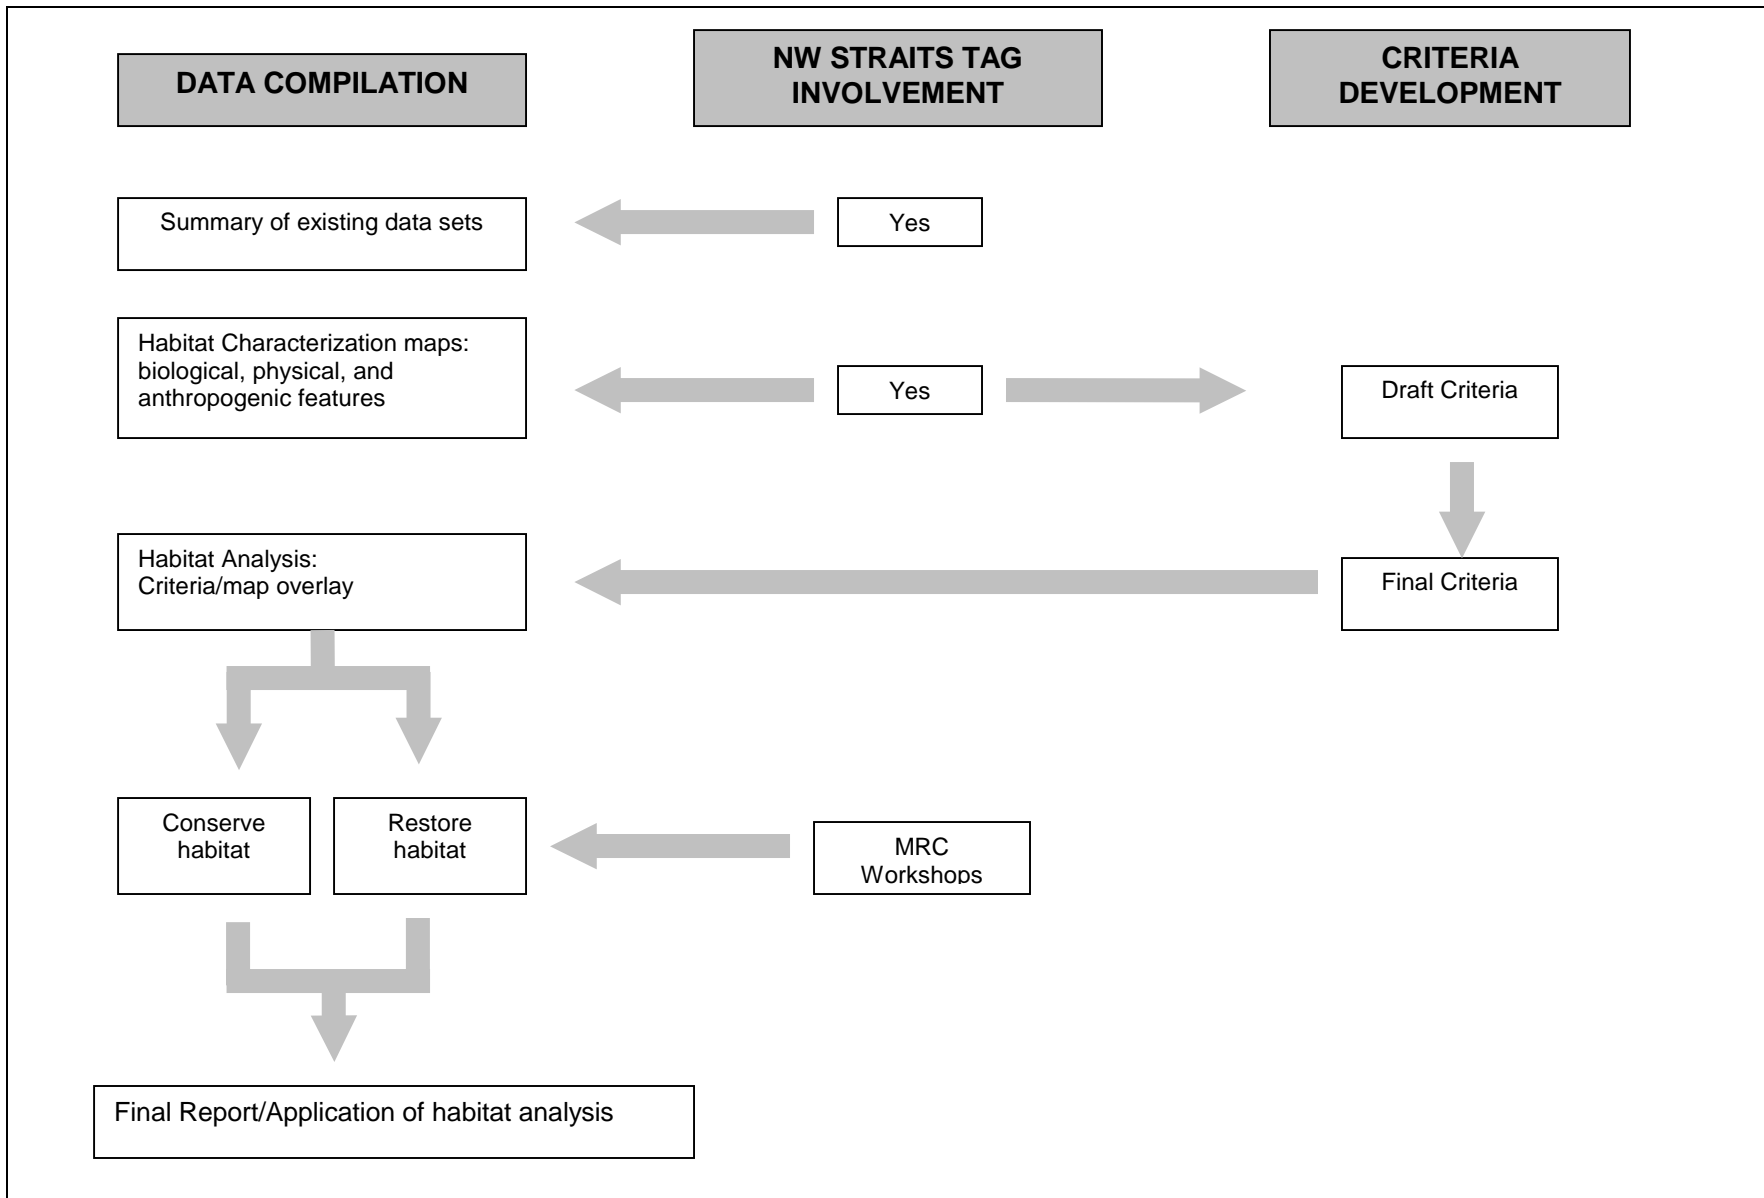 DATA COMPILATION
NW STRAITS TAG
INVOLVEMENT
CRITERIA
DEVELOPMENT
Summary of existing data sets
Yes
Habitat Characterization maps:
biological, physical, and
anthropogenic features
Yes
Draft Criteria
Habitat Analysis:
Criteria/map overlay
Final Criteria
Conserve
habitat
Restore
habitat
MRC
Workshops
Final Report/Application of habitat analysis